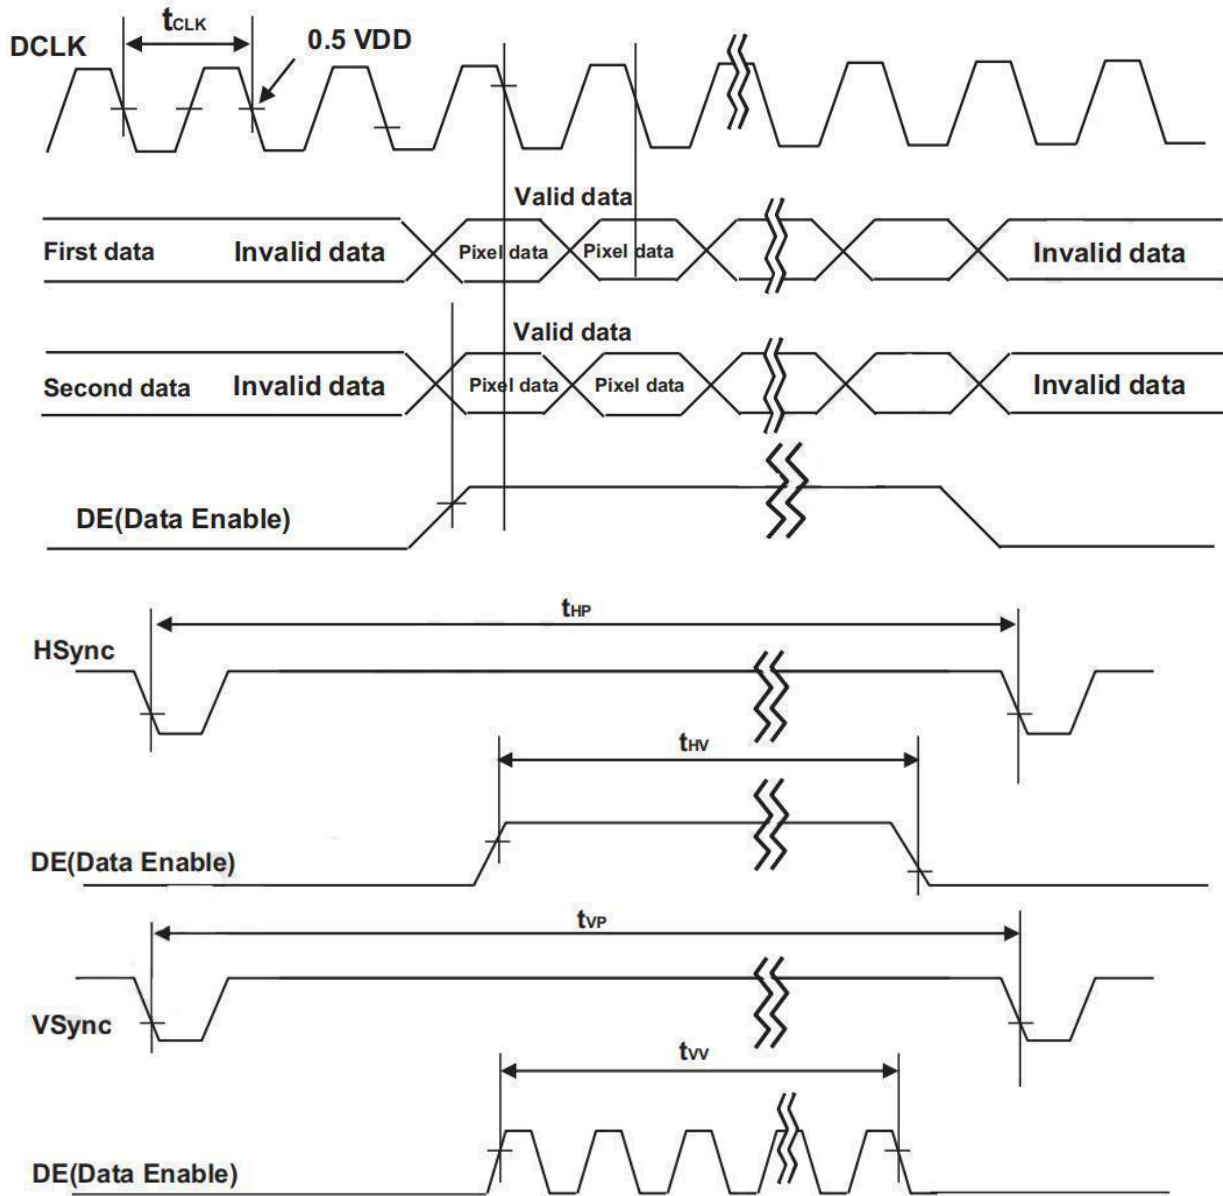 tCLK
DCLK
0.5 VDD
Valid data
First data
Invalid data
Pixel data
Pixel data
Invalid data
Valid data
Second data
Invalid data
Pixel data
Pixel data
Invalid data
DE(Data Enable)
tHP
HSync
tHV
DE(Data Enable)
tVP
VSync
tVV
DE(Data Enable)